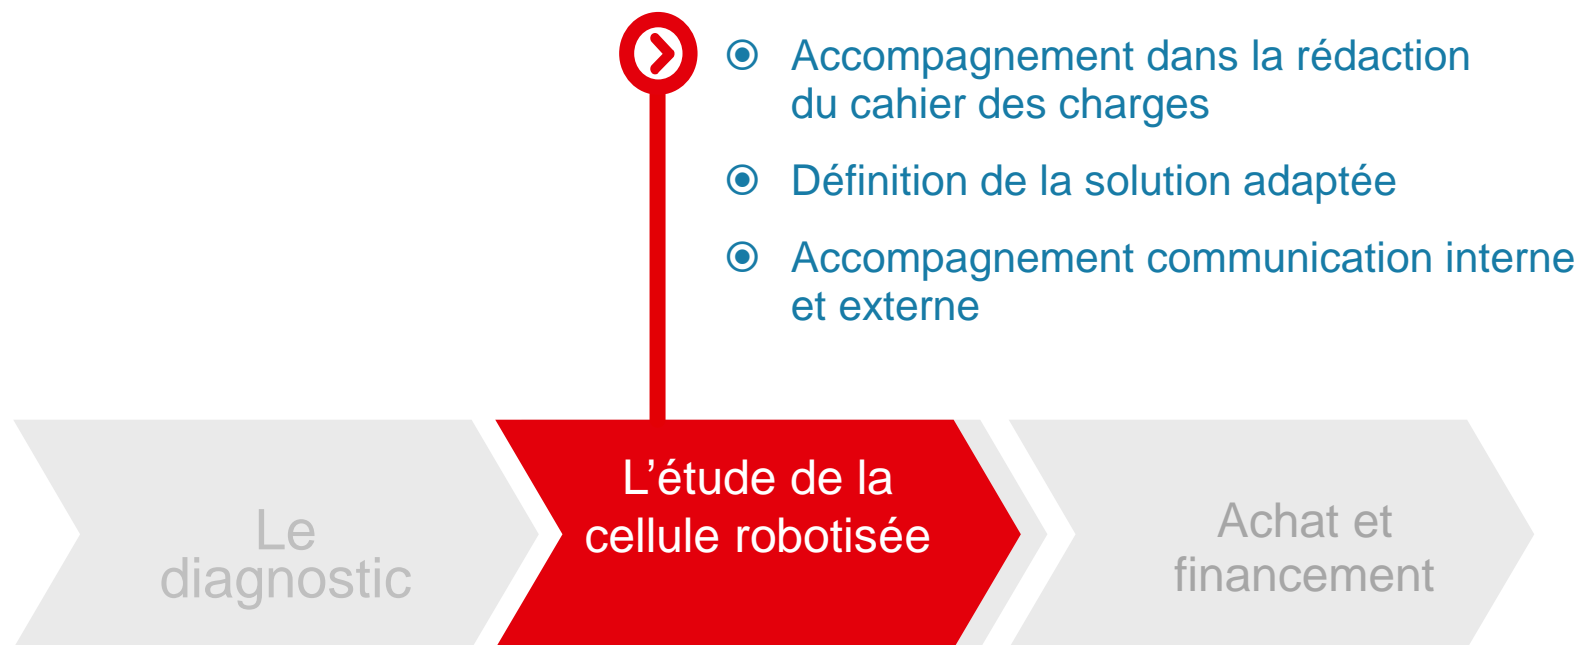 Accompagnement dans la rédaction
du cahier des charges
Définition de la solution adaptée
Accompagnement communication interne
et externe
Le
diagnostic
L’étude de la
cellule robotisée
Achat et
financement